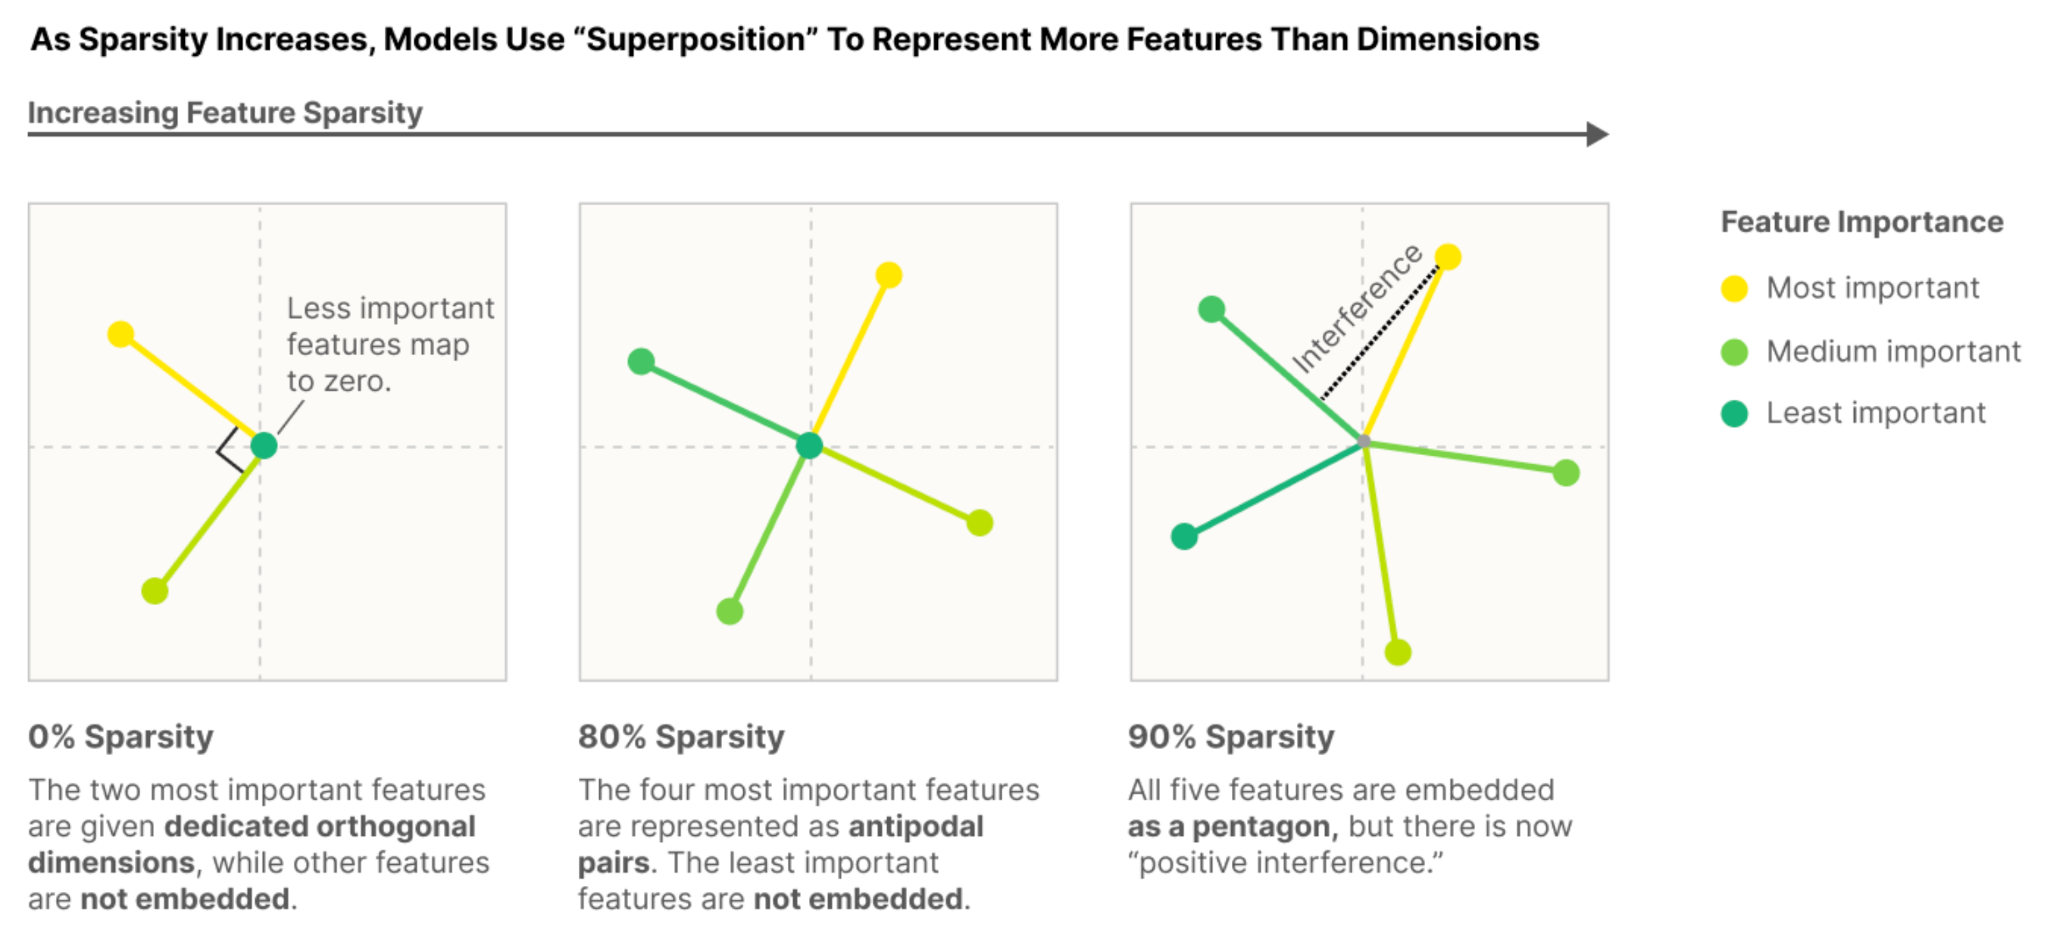 As Sparsity Increases, Models Use “Superposition” To Represent More Features Than Dimensions
Increasing Feature Sparsity
Less important
features map
to zero.
Interference
Feature Importance
Most important
Medium important
Least important
0% Sparsity
The two most important features
are given dedicated orthogonal
dimensions, while other features
are not embedded.
80% Sparsity
The four most important features
are represented as antipodal
pairs. The least important
features are not embedded.
90% Sparsity
All five features are embedded
as a pentagon, but there is now
“positive interference.”